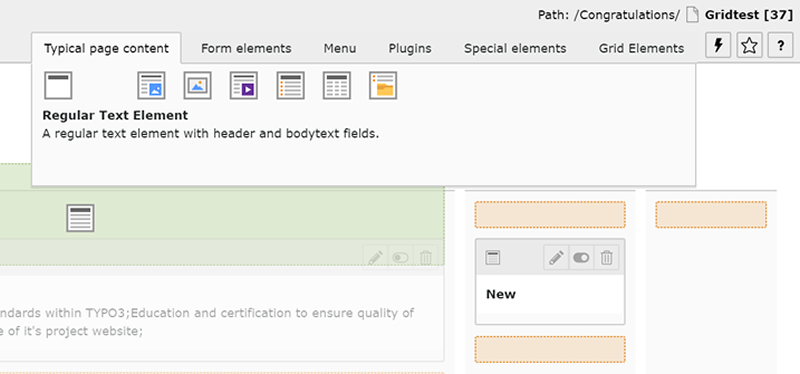 Path: /Congratulations/ Gridtest [37]
Typical page content Form elements Menu Plugins Special elements Grid Elements ?
Regular Text Element
A regular text element with header and bodytext fields.
New
ndards within TYPO3;Education and certification to ensure quality of
e of it's project website;